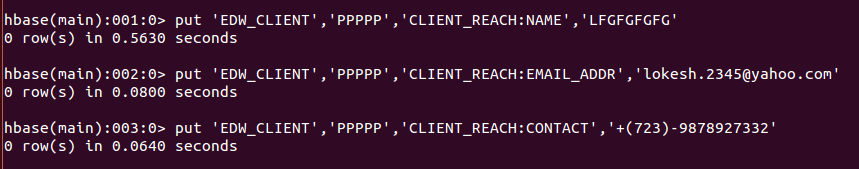 hbase(main):001:0> put 'EDW_CLIENT','PPPPP','CLIENT_REACH:NAME','LFGFGFGFG'
0 row(s) in 0.5630 seconds
hbase(main):002:0> put 'EDW_CLIENT','PPPPP','CLIENT_REACH:EMAIL_ADDR','lokesh.2345@yahoo.com'
0 row(s) in 0.0800 seconds
hbase(main):003:0> put 'EDW_CLIENT','PPPPP','CLIENT_REACH:CONTACT','+(723)-9878927332'
0 row(s) in 0.0640 seconds